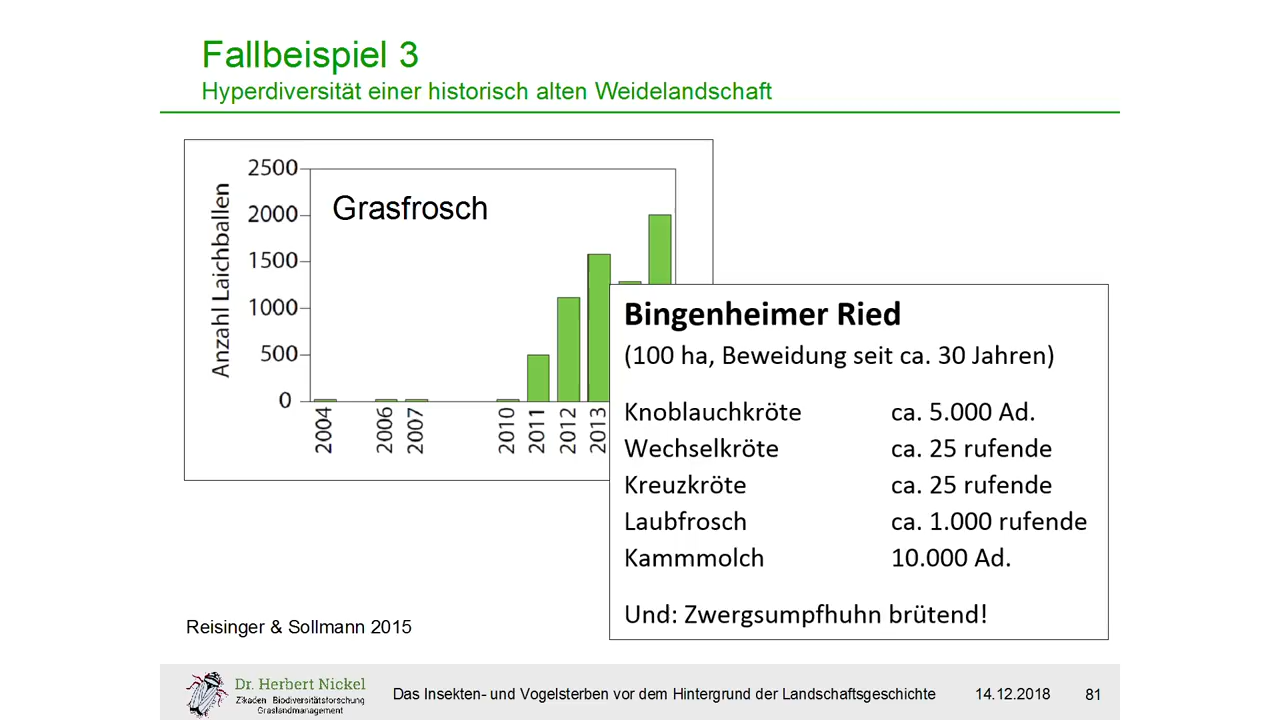 Fallbeispiel 3
Hyperdiversität einer historisch alten Weidelandschaft
Anzahl Laichballen
2500
2000
1500
1000
500
0
Grasfrosch
2004
2006
2007
2010
2011
2012
2013
Bingenheimer Ried
(100 ha, Beweidung seit ca. 30 Jahren)
Knoblauchkröte ca. 5.000 Ad.
Wechselkröte ca. 25 rufende
Kreuzkröte ca. 25 rufende
Laubfrosch ca. 1.000 rufende
Kammmolch 10.000 Ad.
Und: Zwergsumpfhuhn brütend!
Reisinger & Sollmann 2015
Dr. Herbert Nickel
Zikaden Biodiversitätsforschung
Graslandmanagement
Das Insekten- und Vogelsterben vor dem Hintergrund der Landschaftsgeschichte 14.12.2018 81